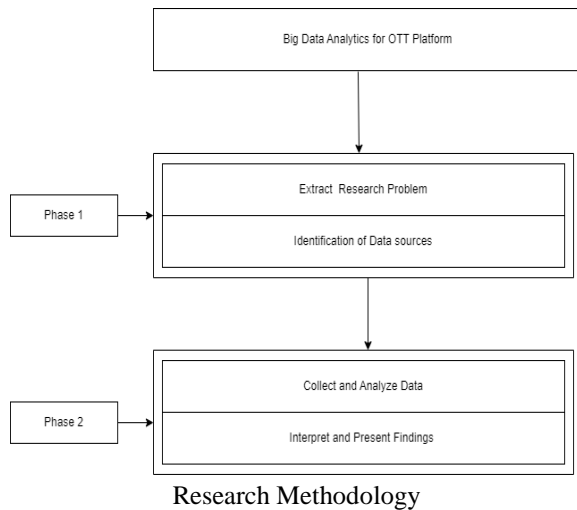 Big Data Analytics for OTT Platform
Extract Research Problem
Phase 1
Identification of Data sources
Collect and Analyze Data
Phase 2
Interpret and Present Findings
Research Methodology